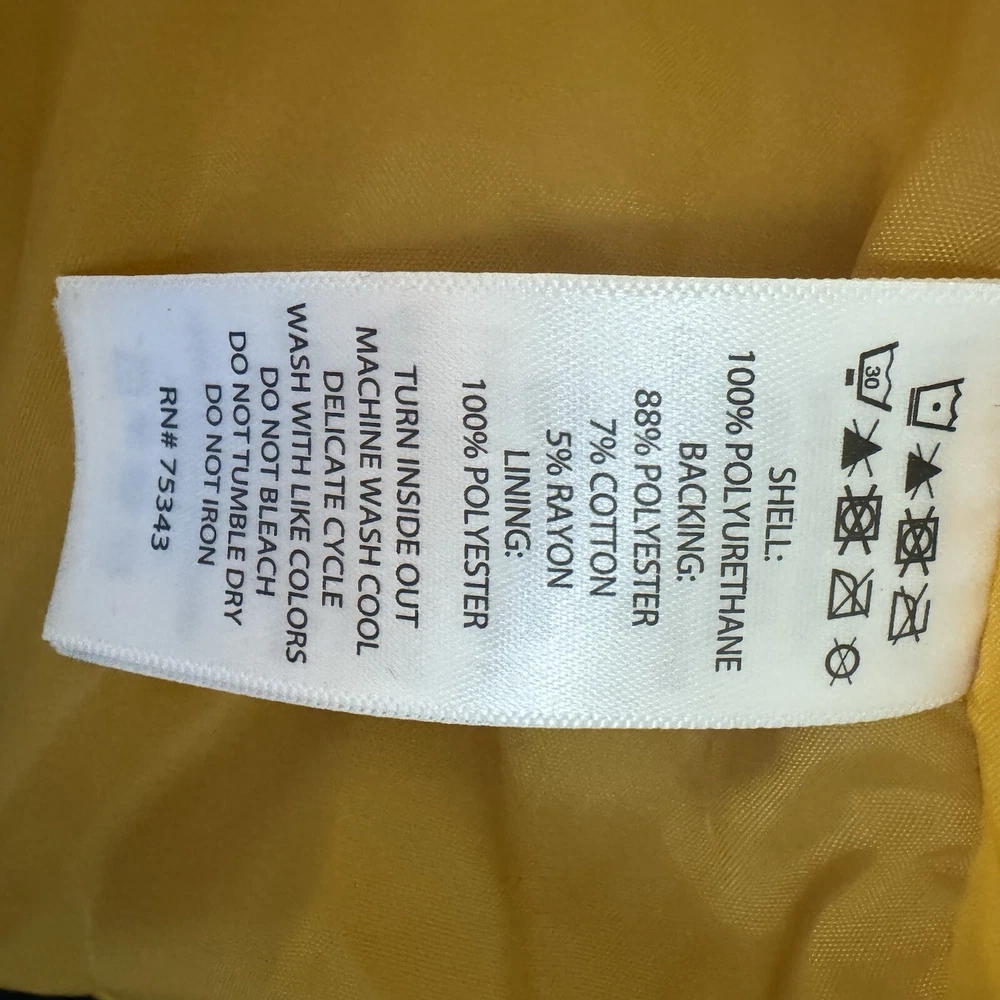 30
SHELL:
100% POLYURETHANE
BACKING:
88% POLYESTER
7% COTTON
5% RAYON
LINING:
100% POLYESTER
TURN INSIDE OUT
MACHINE WASH COOL
DELICATE CYCLE
WASH WITH LIKE COLORS
DO NOT BLEACH
DO NOT TUMBLE DRY
DO NOT IRON
RN# 75343